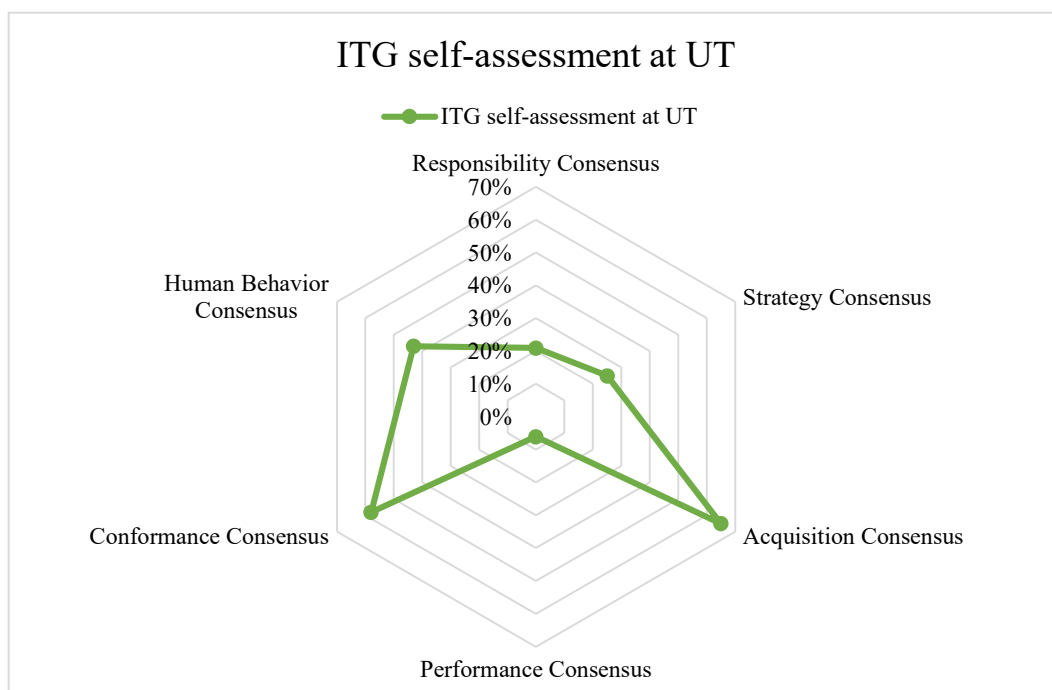 ITG self-assessment at UT
ITG self-assessment at UT
Responsibility Consensus
70%
60%
50%
40%
30%
20%
10%
0%
Human Behavior
Consensus
Strategy Consensus
Conformance Consensus
Acquisition Consensus
Performance Consensus